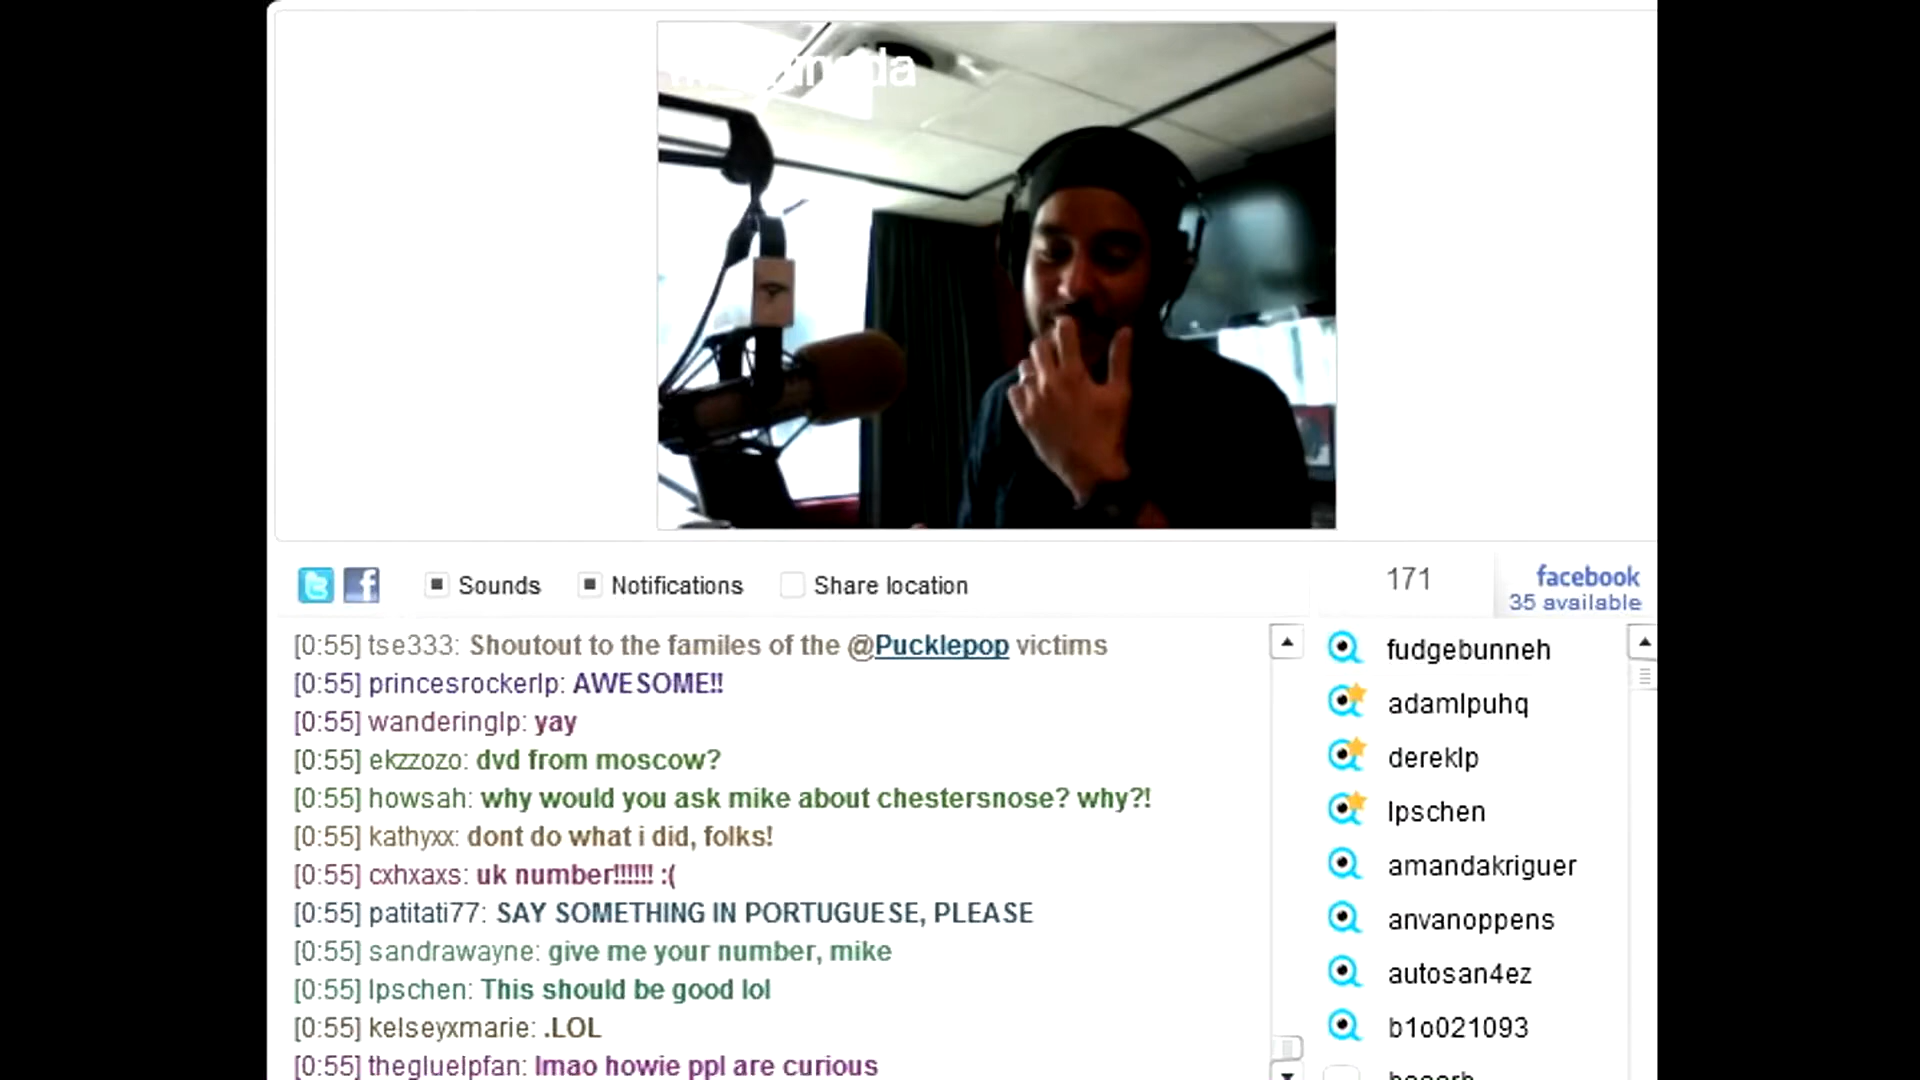 Sounds Notifications Share location
171
facebook
35 available
[0:55] tse333: Shoutout to the familes of the @Pucklepop victims
[0:55] princesrockerlp: AWESOME!!
[0:55] wanderinglp: yay
[0:55] ekzzozo: dvd from moscow?
[0:55] howsah: why would you ask mike about chestersnose? why?!
[0:55] kathyxx: dont do what i did, folks!
[0:55] cxhxaxs: uk number!!!!!! :(
[0:55] patitati77: SAY SOMETHING IN PORTUGUESE, PLEASE
[0:55] sandrawayne: give me your number, mike
[0:55] lpschen: This should be good lol
[0:55] kelseyxmarie: .LOL
[0:55] thegluelpfan: lmao howie ppl are curious
fudgebunneh
adamlpuhq
dereklp
lpschen
amandakriguer
anvanoppens
autosan4ez
b1o021093